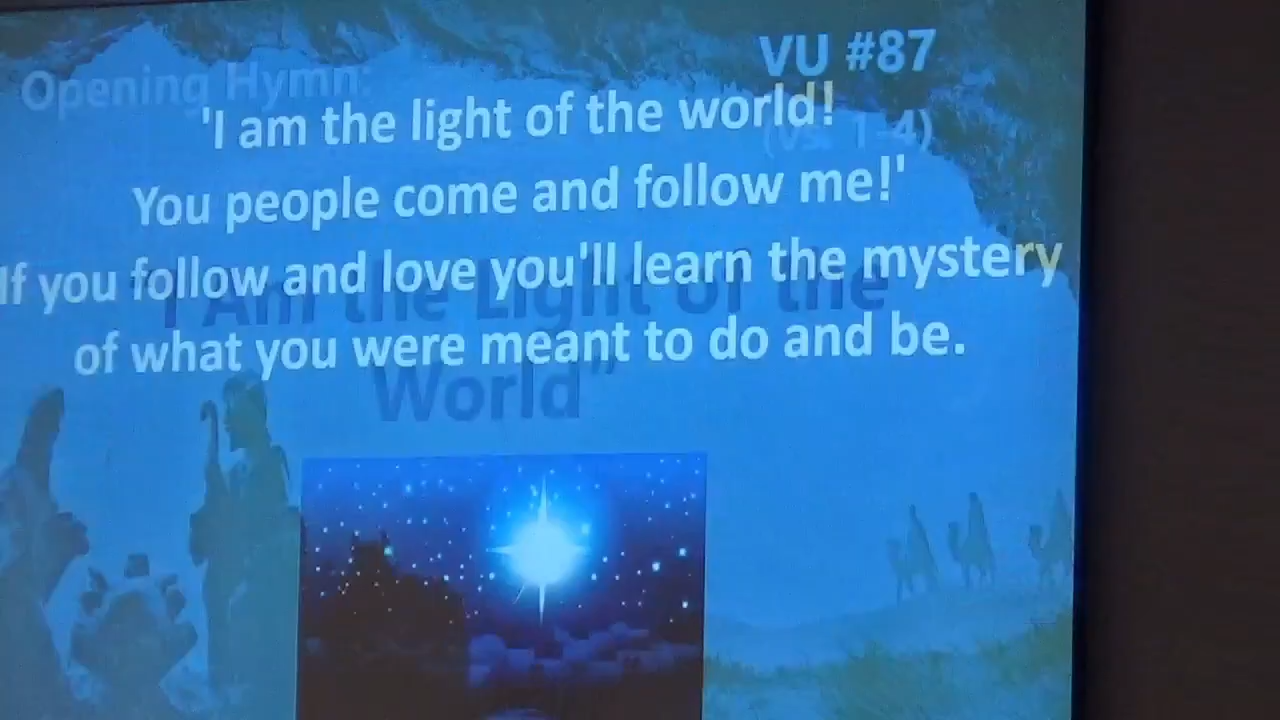 Opening Hymn:
VU #87
(vs. 1-4)
"I Am the Light of the
World"
'I am the light of the world!
You people come and follow me!'
If you follow and love you'll learn the mystery
of what you were meant to do and be.